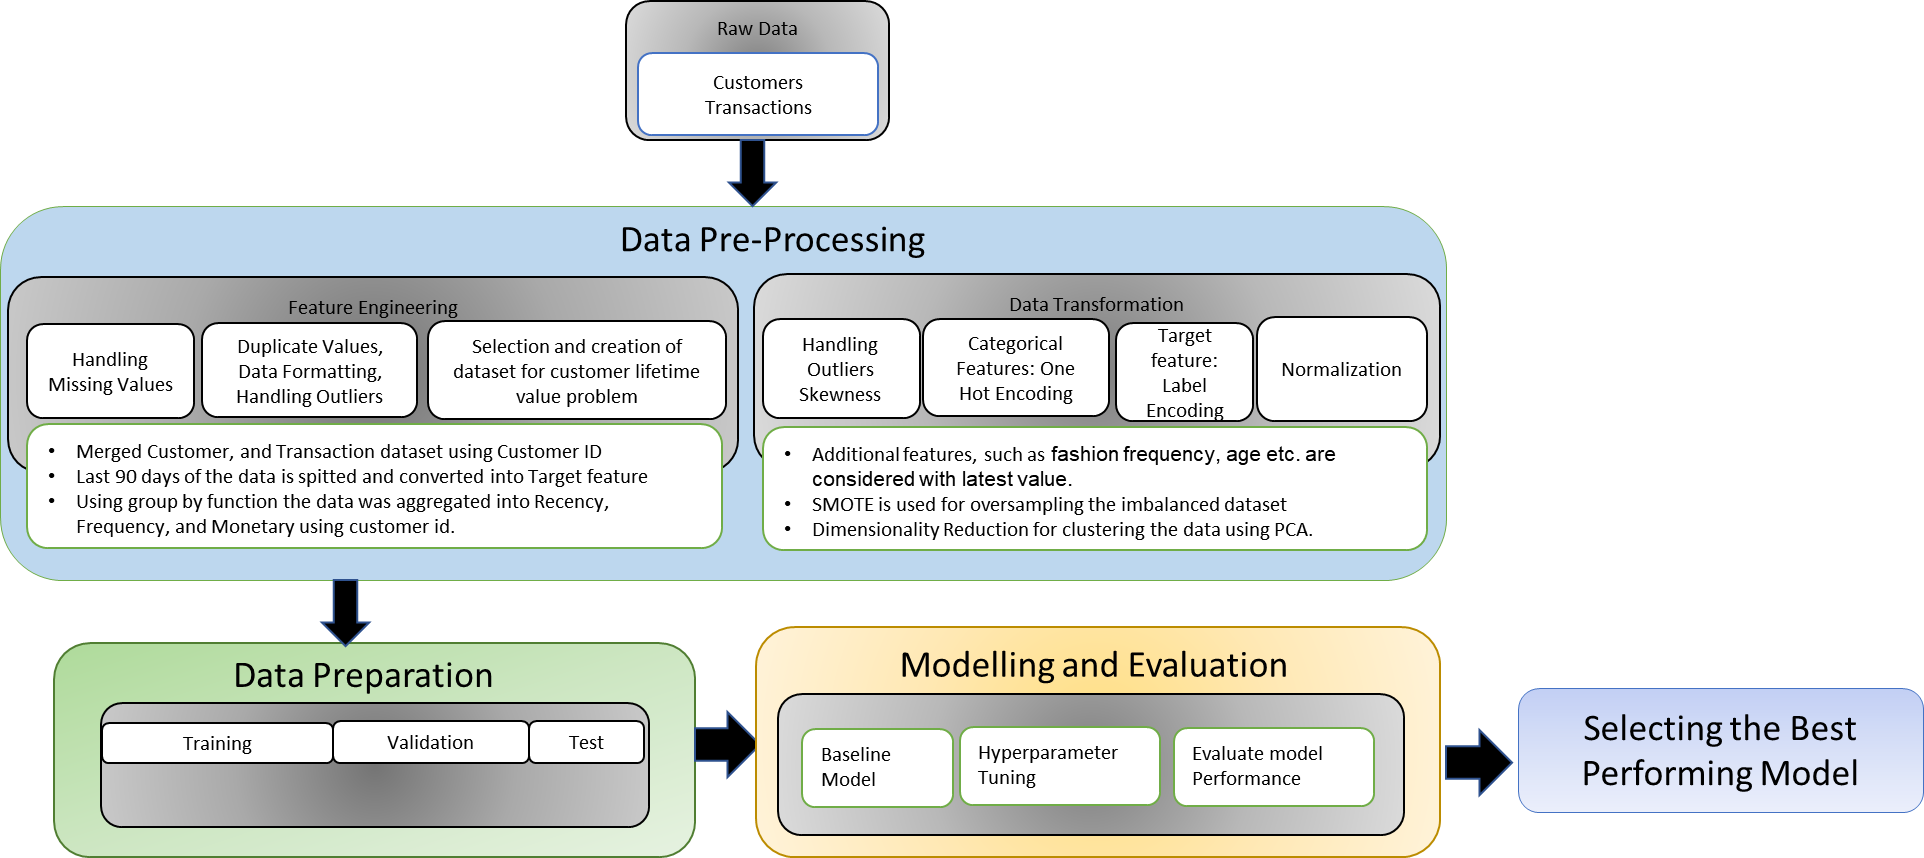 Raw Data
Customers
Transactions
Data Pre-Processing
Feature Engineering
Handling
Missing Values
Duplicate Values,
Data Formatting,
Handling Outliers
Selection and creation of
dataset for customer lifetime
value problem
• Merged Customer, and Transaction dataset using Customer ID
• Last 90 days of the data is spitted and converted into Target feature
• Using group by function the data was aggregated into Recency,
Frequency, and Monetary using customer id.
Data Transformation
Handling
Outliers
Skewness
Categorical
Features: One
Hot Encoding
Target
feature:
Label
Encoding
Normalization
• Additional features, such as fashion frequency, age etc. are
considered with latest value.
• SMOTE is used for oversampling the imbalanced dataset
• Dimensionality Reduction for clustering the data using PCA.
Data Preparation
Training
Validation
Test
Modelling and Evaluation
Baseline
Model
Hyperparameter
Tuning
Evaluate model
Performance
Selecting the Best
Performing Model